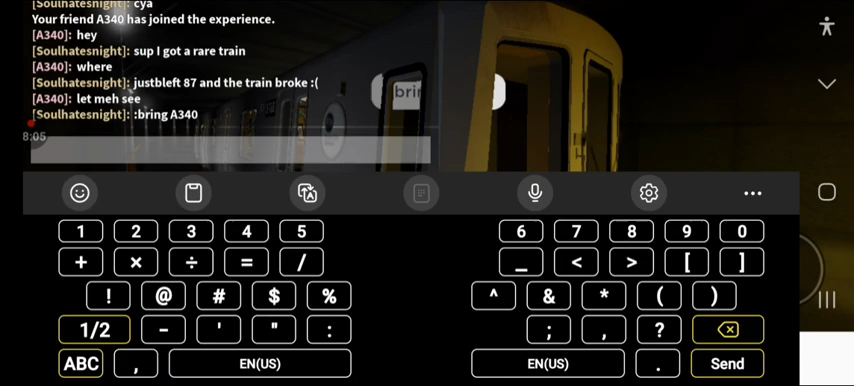 [Soulhatesnight]: cya
Your friend A340 has joined the experience.
[A340]: hey
[Soulhatesnight]: sup I got a rare train
[A340]: where
[Soulhatesnight]: justbleft 87 and the train broke :(
[A340]: let meh see
[Soulhatesnight]: :bring A340
8:05
1 2 3 4 5 6 7 8 9 0
+ × ÷ = / _ < > [ ]
! @ # $ % ^ & * ( )
1/2 - ' " : ; , ?
ABC , EN(US) EN(US) . Send